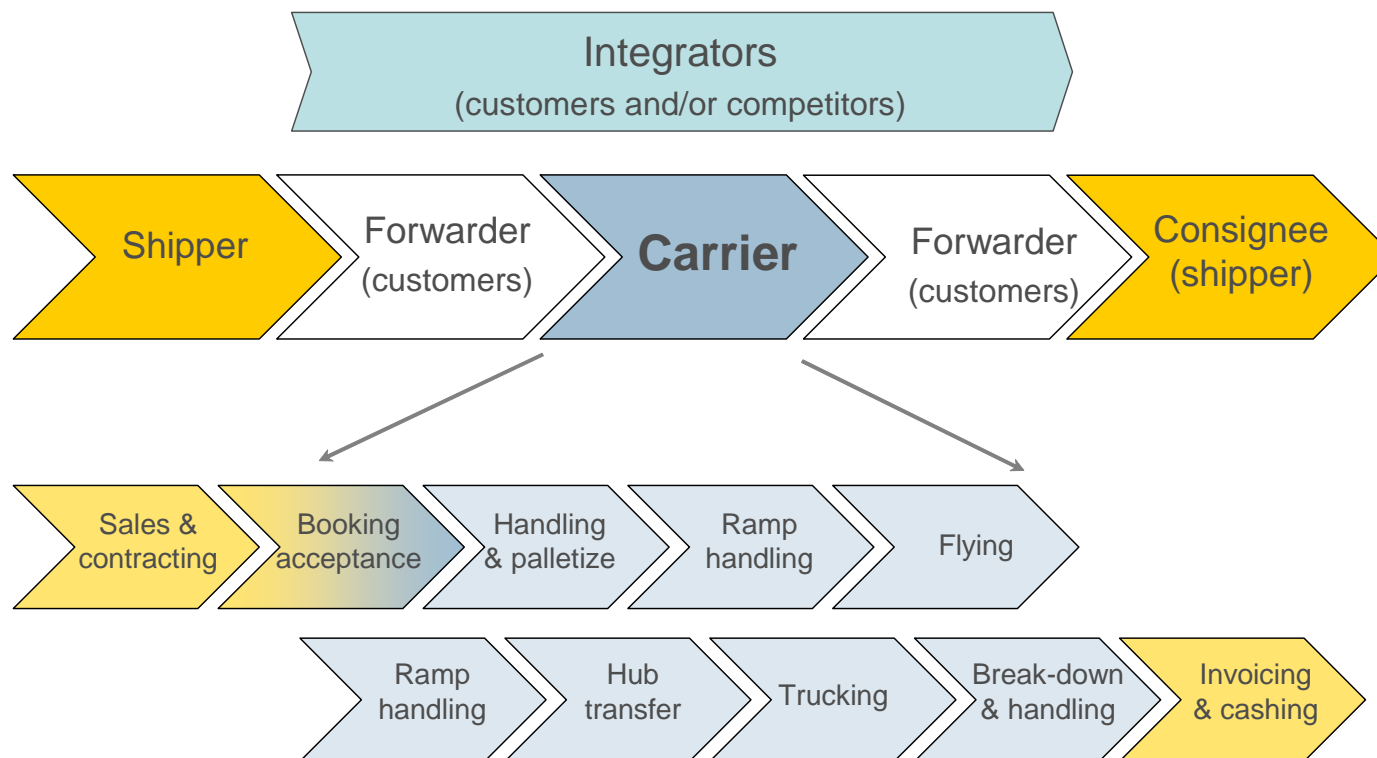 Integrators
(customers and/or competitors)
Shipper
Forwarder
(customers)
Carrier
Forwarder
(customers)
Consignee
(shipper)
Sales &
contracting
Booking
acceptance
Handling
& palletize
Ramp
handling
Flying
Ramp
handling
Hub
transfer
Trucking
Break-down
& handling
Invoicing
& cashing